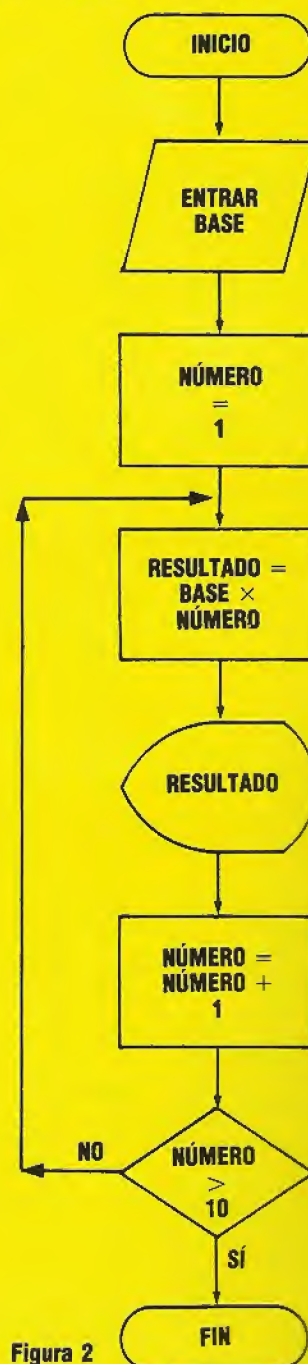 INICIO
ENTRAR
BASE
NÚMERO
=
1
RESULTADO =
BASE ×
NÚMERO
RESULTADO
NÚMERO =
NÚMERO +
1
NO
NÚMERO
>
10
SÍ
FIN
Figura 2